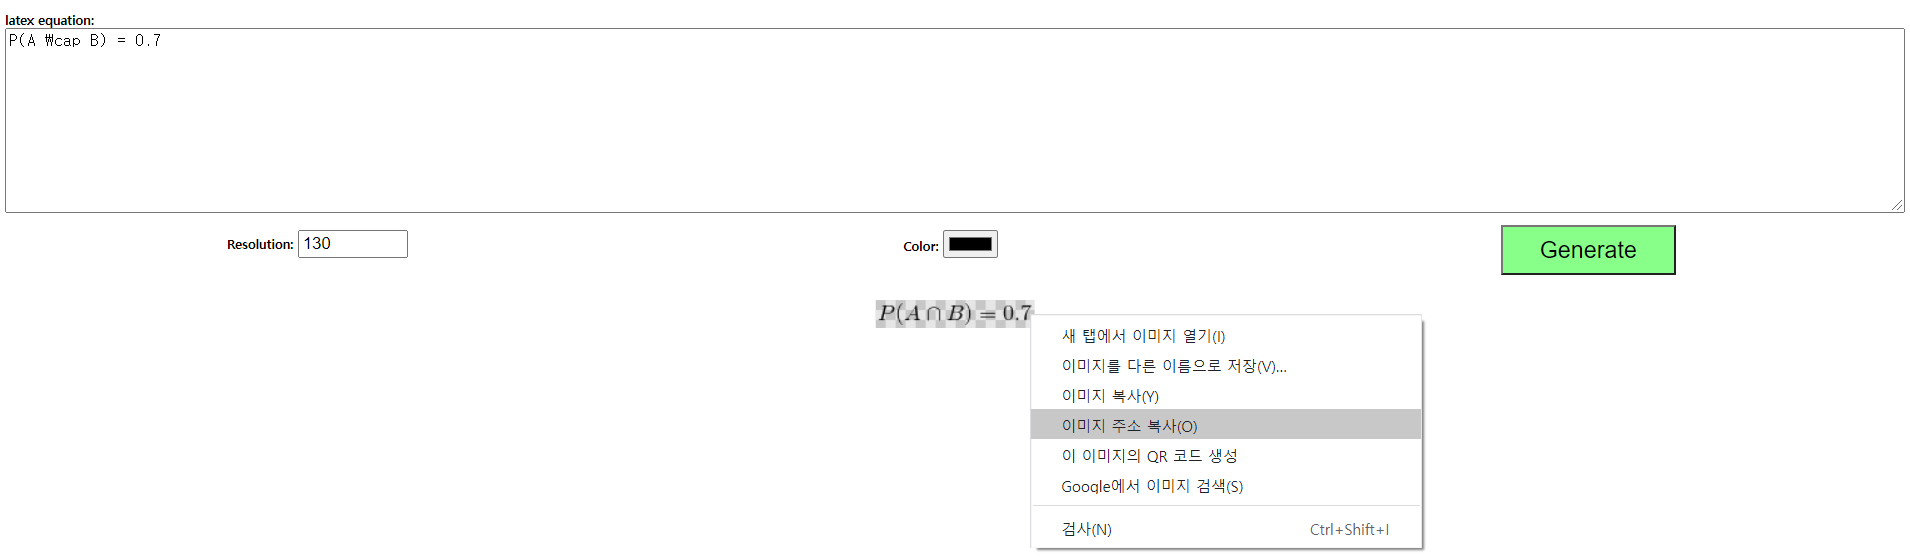 latex equation:
P(A ₩cap B) = 0.7
Resolution: 130
Color:
Generate
P(A ∩ B) = 0.7
새 탭에서 이미지 열기(I)
이미지를 다른 이름으로 저장(V)...
이미지 복사(Y)
이미지 주소 복사(O)
이 이미지의 QR 코드 생성
Google에서 이미지 검색(S)
검사(N) Ctrl+Shift+I